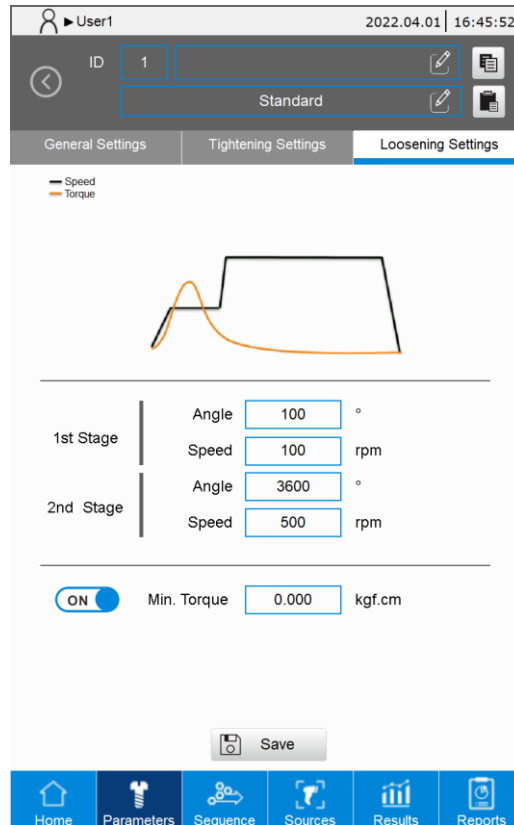 ►User1
2022.04.01 16:45:52
ID 1
Standard
General Settings Tightening Settings Loosening Settings
Speed
Torque
1st Stage
Angle 100 °
Speed 100 rpm
2nd Stage
Angle 3600 °
Speed 500 rpm
ON Min. Torque 0.000 kgf.cm
Save
Home Parameters Sequence Sources Results Reports